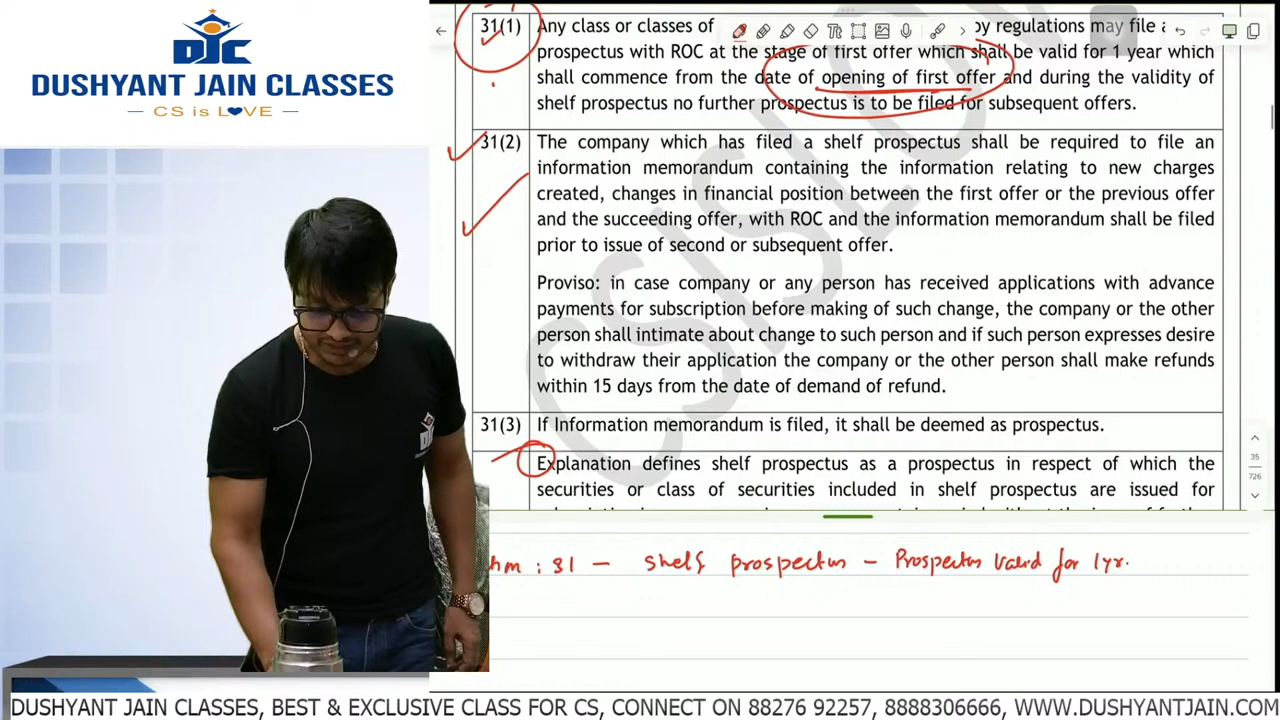 DJC
DUSHYANT JAIN CLASSES
CS is L VE
31(1) Any class or classes of by regulations may file
prospectus with ROC at the stage of first offer which shall be valid for 1 year which
shall commence from the date of opening of first offer and during the validity of
shelf prospectus no further prospectus is to be filed for subsequent offers.
31(2) The company which has filed a shelf prospectus shall be required to file an
information memorandum containing the information relating to new charges
created, changes in financial position between the first offer or the previous offer
and the succeeding offer, with ROC and the information memorandum shall be filed
prior to issue of second or subsequent offer.
Proviso: in case company or any person has received applications with advance
payments for subscription before making of such change, the company or the other
person shall intimate about change to such person and if such person expresses desire
to withdraw their application the company or the other person shall make refunds
within 15 days from the date of demand of refund.
31(3) If Information memorandum is filed, it shall be deemed as prospectus.
Explanation defines shelf prospectus as a prospectus in respect of which the
securities or class of securities included in shelf prospectus are issued for
35
726
: 31 – shelf prospectus – Prospectus valid for 1yr.
DUSHYANT JAIN CLASSES, BEST & EXCLUSIVE CLASS FOR CS, CONNECT ON 88276 92257, 8888306666, WWW.DUSHYANTJAIN.COM